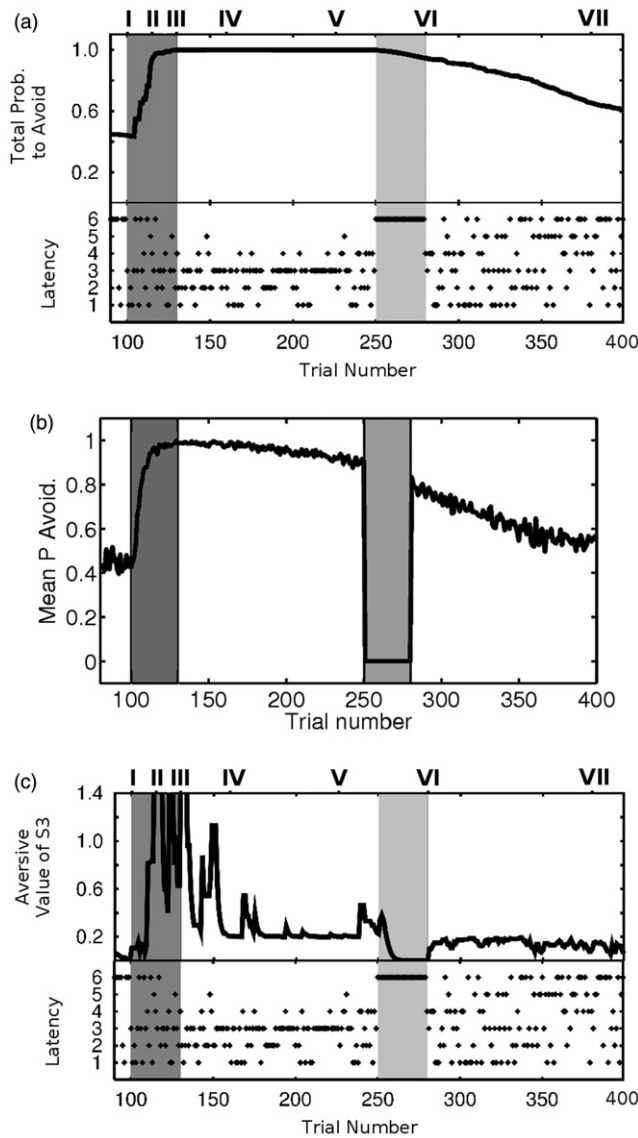 (a)
I II III IV V VI VII
Total Prob.
to Avoid
1.0
0.6
0.2
Latency
6
5
4
3
2
1
100 150 200 250 300 350 400
Trial Number
(b)
Mean P Avoid.
1
0.8
0.6
0.4
0.2
0
100 150 200 250 300 350 400
Trial number
(c)
I II III IV V VI VII
Aversive
Value of S3
1.4
1.0
0.6
0.2
Latency
6
5
4
3
2
1
100 150 200 250 300 350 400
Trial Number